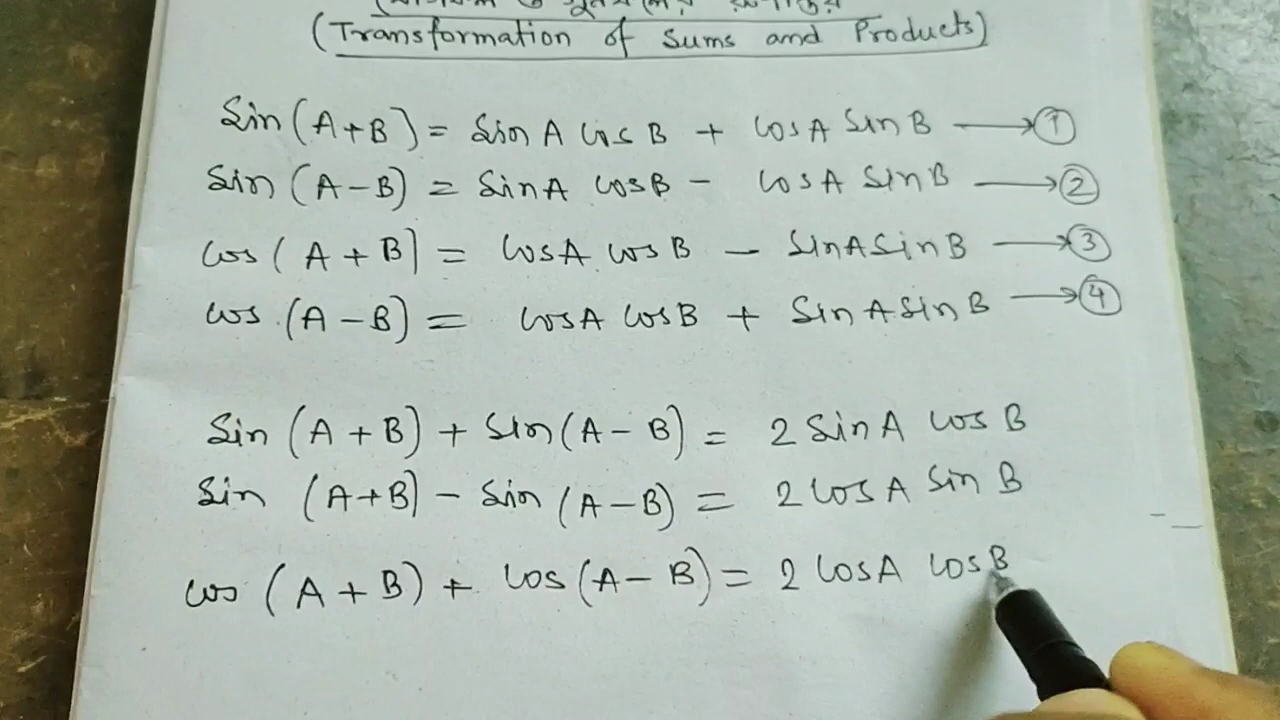 (Transformation of Sums and Products)
Sin(A+B) = Sin A Cos B + Cos A Sin B → ①
Sin (A-B) = Sin A Cos B - Cos A Sin B → ②
Cos (A+B) = Cos A Cos B - Sin A Sin B → ③
Cos (A-B) = Cos A Cos B + Sin A Sin B → ④
Sin (A+B) + Sin (A-B) = 2 Sin A Cos B
Sin (A+B) - Sin (A-B) = 2 Cos A Sin B
Cos (A+B) + Cos (A-B) = 2 Cos A Cos B